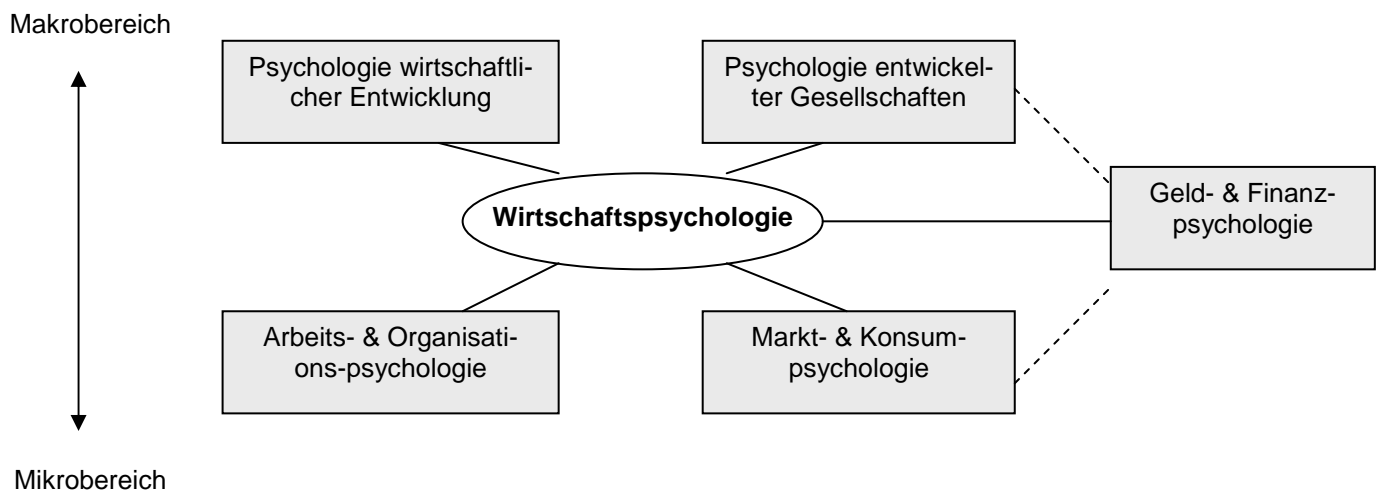 Makrobereich
Psychologie wirtschaftli-
cher Entwicklung
Psychologie entwickel-
ter Gesellschaften
Geld- & Finanz-
psychologie
Wirtschaftspsychologie
Arbeits- & Organisati-
ons-psychologie
Markt- & Konsum-
psychologie
Mikrobereich